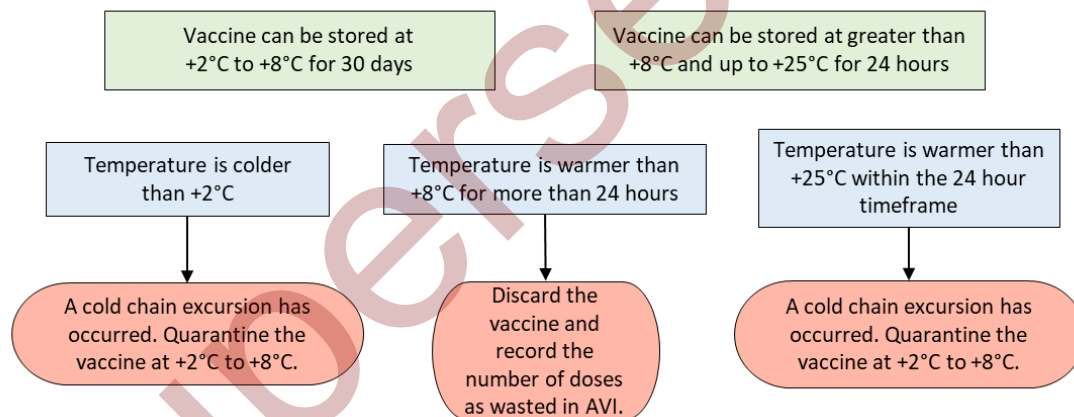 Vaccine can be stored at
+2°C to +8°C for 30 days
Vaccine can be stored at greater than
+8°C and up to +25°C for 24 hours
Temperature is colder
than +2°C
Temperature is warmer than
+8°C for more than 24 hours
Temperature is warmer than
+25°C within the 24 hour
timeframe
A cold chain excursion has
occurred. Quarantine the
vaccine at +2°C to +8°C.
Discard the
vaccine and
record the
number of doses
as wasted in AVI.
A cold chain excursion has
occurred. Quarantine the
vaccine at +2°C to +8°C.